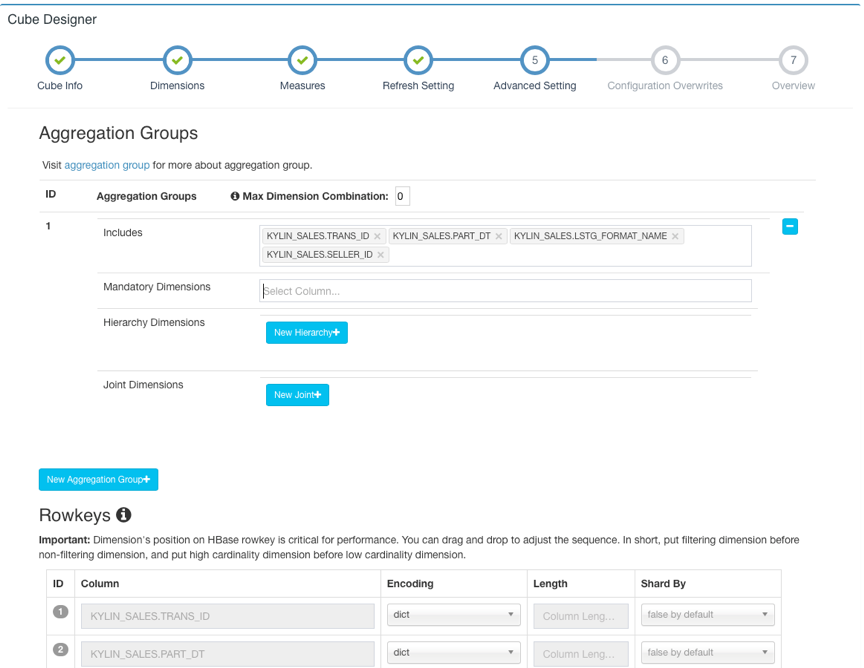 Cube Designer
5
6
7
Cube Info
Dimensions
Measures
Refresh Setting
Advanced Setting
Configuration Overwrites
Overview
Aggregation Groups
Visit aggregation group for more about aggregation group.
ID
Aggregation Groups
Max Dimension Combination:
0
1
Includes
KYLIN_SALES.TRANS_ID ×
KYLIN_SALES.PART_DT ×
KYLIN_SALES.LSTG_FORMAT_NAME ×
KYLIN_SALES.SELLER_ID ×
Mandatory Dimensions
Select Column...
Hierarchy Dimensions
New Hierarchy+
Joint Dimensions
New Joint+
New Aggregation Group+
Rowkeys
Important: Dimension's position on HBase rowkey is critical for performance. You can drag and drop to adjust the sequence. In short, put filtering dimension before
non-filtering dimension, and put high cardinality dimension before low cardinality dimension.
ID
Column
Encoding
Length
Shard By
1
KYLIN_SALES.TRANS_ID
dict
Column Leng...
false by default
2
KYLIN_SALES.PART_DT
dict
Column Leng...
false by default